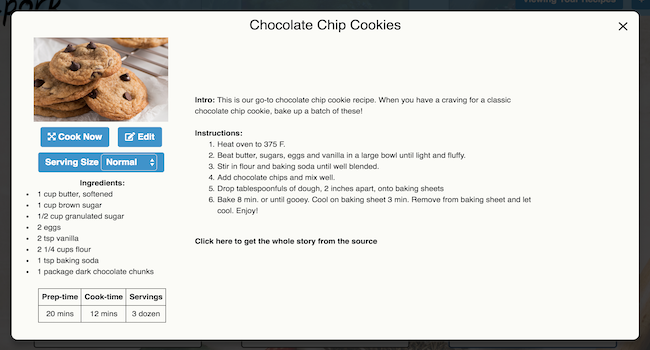 Viewing Your Recipes
Chocolate Chip Cookies
Cook Now
Edit
Serving Size Normal
Ingredients:
1 cup butter, softened
1 cup brown sugar
1/2 cup granulated sugar
2 eggs
2 tsp vanilla
2 1/4 cups flour
1 tsp baking soda
1 package dark chocolate chunks
Prep-time Cook-time Servings
20 mins 12 mins 3 dozen
Intro: This is our go-to chocolate chip cookie recipe. When you have a craving for a classic
chocolate chip cookie, bake up a batch of these!
Instructions:
1. Heat oven to 375 F.
2. Beat butter, sugars, eggs and vanilla in a large bowl until light and fluffy.
3. Stir in flour and baking soda until well blended.
4. Add chocolate chips and mix well.
5. Drop tablespoonfuls of dough, 2 inches apart, onto baking sheets
6. Bake 8 min. or until gooey. Cool on baking sheet 3 min. Remove from baking sheet and let
cool. Enjoy!
Click here to get the whole story from the source